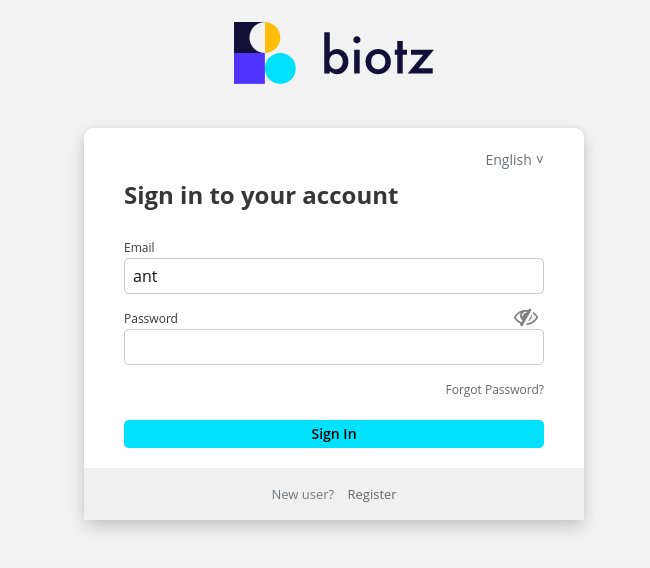 biotz
English v
Sign in to your account
Email
ant
Password
Forgot Password?
Sign In
New user? Register